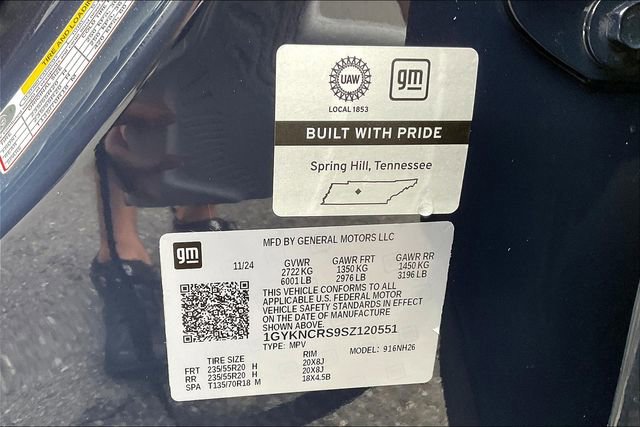 TIRE AND LOADI
UAW
gm
LOCAL 1853
BUILT WITH PRIDE
Spring Hill, Tennessee
gm
MFD BY GENERAL MOTORS LLC
11/24 GVWR GAWR FRT GAWR RR
2722 KG 1350 KG 1450 KG
6001 LB 2976 LB 3196 LB
THIS VEHICLE CONFORMS TO ALL
APPLICABLE U.S. FEDERAL MOTOR
VEHICLE SAFETY STANDARDS IN EFFECT
ON THE DATE OF MANUFACTURE
SHOWN ABOVE.
1GYKNCRS9SZ120551
TYPE: MPV MODEL: 916NH26
TIRE SIZE RIM
FRT 235/55R20 H 20X8J
RR 235/55R20 H 20X8J
SPA T135/70R18 M 18X4.5B